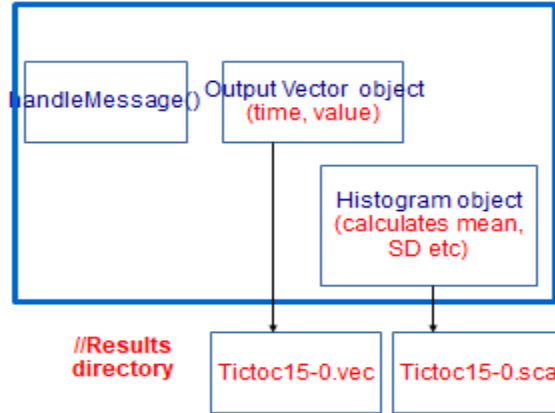 handleMessage()
Output Vector object
(time, value)
Histogram object
(calculates mean,
SD etc)
//Results
directory
Tictoc15-0.vec
Tictoc15-0.sca